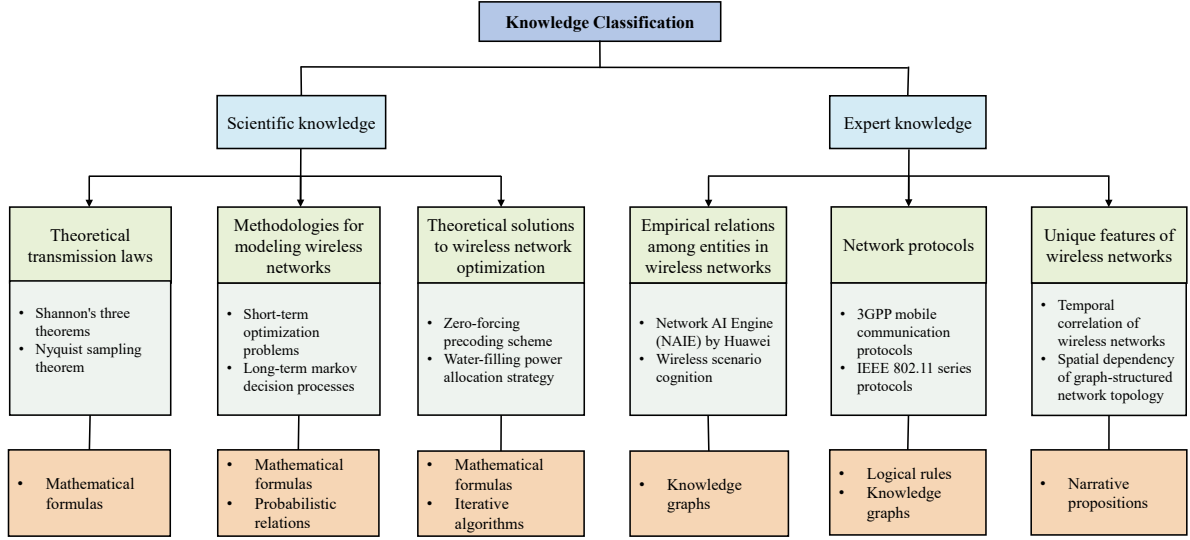 Knowledge Classification
Scientific knowledge
Expert knowledge
Theoretical
transmission laws
Methodologies for
modeling wireless
networks
Theoretical solutions
to wireless network
optimization
Empirical relations
among entities in
wireless networks
Network protocols
Unique features of
wireless networks
• Shannon's three
theorems
• Nyquist sampling
theorem
• Short-term
optimization
problems
• Long-term markov
decision processes
• Zero-forcing
precoding scheme
• Water-filling power
allocation strategy
• Network AI Engine
(NAIE) by Huawei
• Wireless scenario
cognition
• 3GPP mobile
communication
protocols
• IEEE 802.11 series
protocols
• Temporal
correlation of
wireless networks
• Spatial dependency
of graph-structured
network topology
• Mathematical
formulas
• Mathematical
formulas
• Probabilistic
relations
• Mathematical
formulas
• Iterative
algorithms
• Knowledge
graphs
• Logical rules
• Knowledge
graphs
• Narrative
propositions